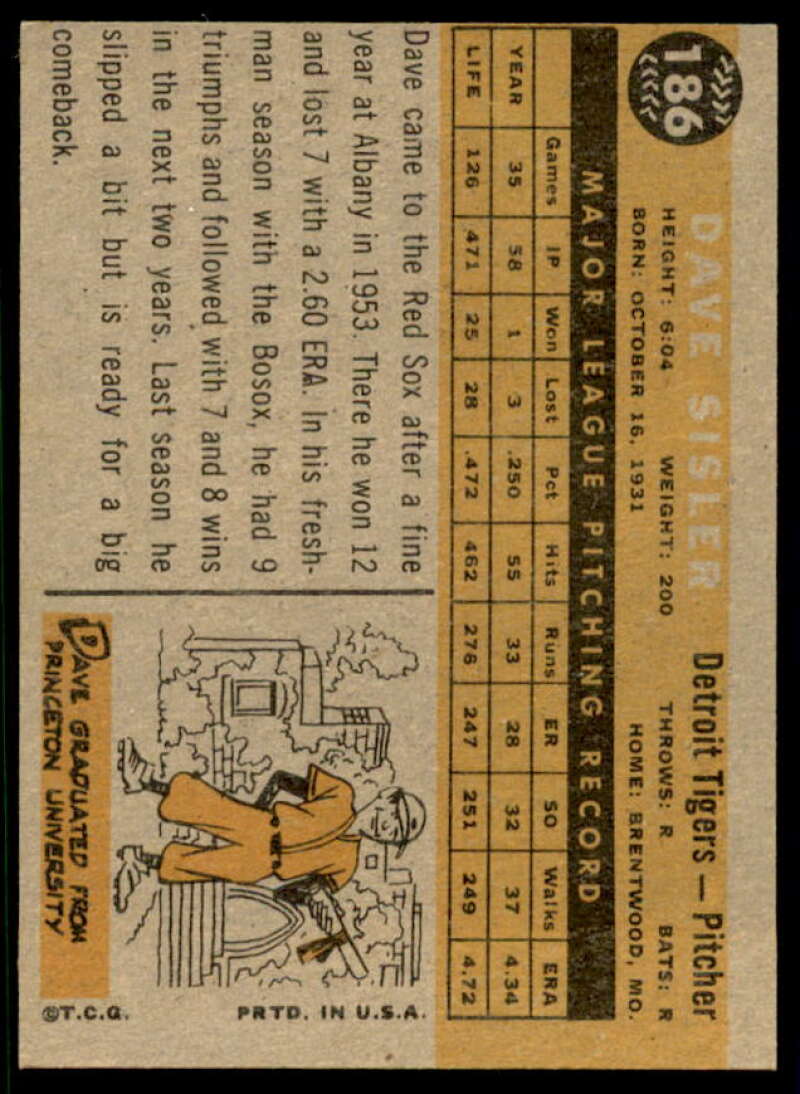 186
DAVE SISLER Detroit Tigers — Pitcher
HEIGHT: 6:04 WEIGHT: 200 THROWS: R BATS: R
BORN: OCTOBER 16, 1931 HOME: BRENTWOOD, MO.
MAJOR LEAGUE PITCHING RECORD
Games IP Won Lost Pct Hits Runs ER SO Walks ERA
YEAR 35 58 1 3 .250 55 33 28 32 37 4.34
LIFE 126 471 25 28 .472 462 276 247 251 249 4.72
Dave came to the Red Sox after a fine
year at Albany in 1953. There he won 12
and lost 7 with a 2.60 ERA. In his fresh-
man season with the Bosox, he had 9
triumphs and followed with 7 and 8 wins
in the next two years. Last season he
slipped a bit but is ready for a big
comeback.
DAVE GRADUATED FROM
PRINCETON UNIVERSITY
©T.C.G. PRTD. IN U.S.A.